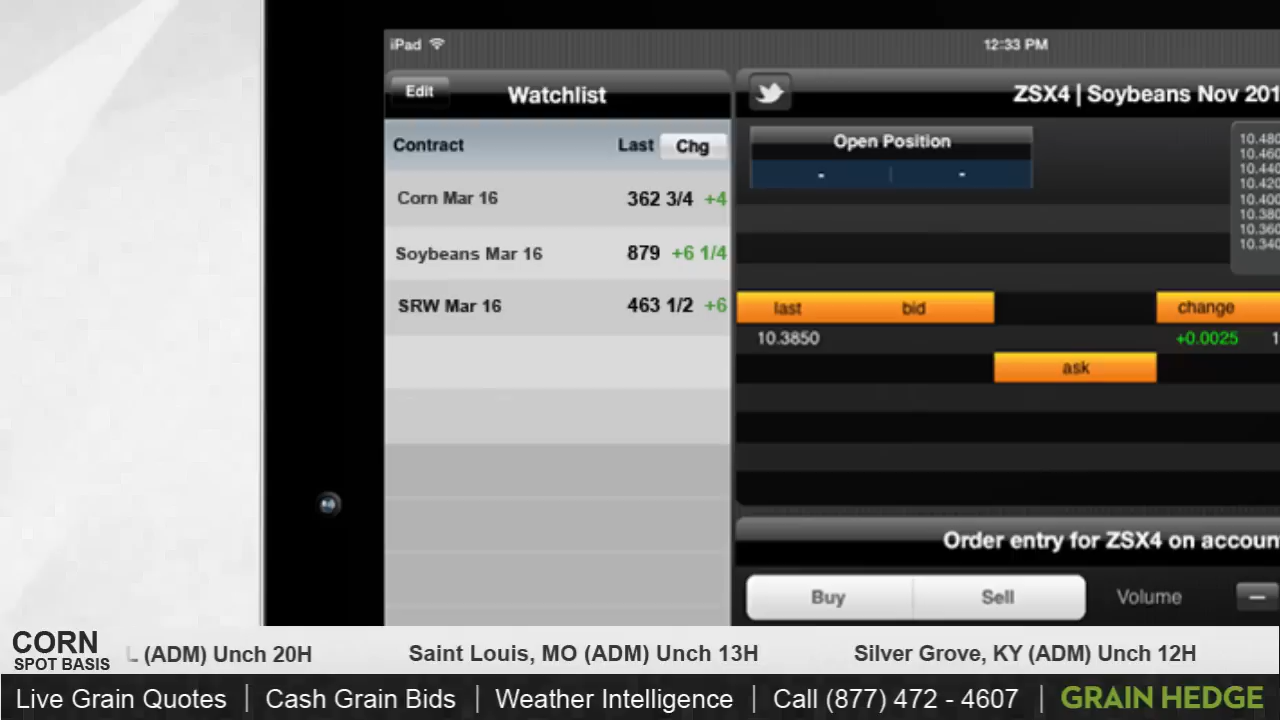 iPad 12:33 PM
Edit Watchlist
ZSX4 | Soybeans Nov 201
Contract Last Chg
Open Position
- -
10.480
10.460
10.440
10.420
10.400
10.380
10.360
10.340
Corn Mar 16 362 3/4 +4
Soybeans Mar 16 879 +6 1/4
SRW Mar 16 463 1/2 +6
last bid change
10.3850 +0.0025 1
ask
Order entry for ZSX4 on accoun
Buy Sell Volume −
CORN
SPOT BASIS
L (ADM) Unch 20H Saint Louis, MO (ADM) Unch 13H Silver Grove, KY (ADM) Unch 12H
Live Grain Quotes | Cash Grain Bids | Weather Intelligence | Call (877) 472 - 4607 | GRAIN HEDGE